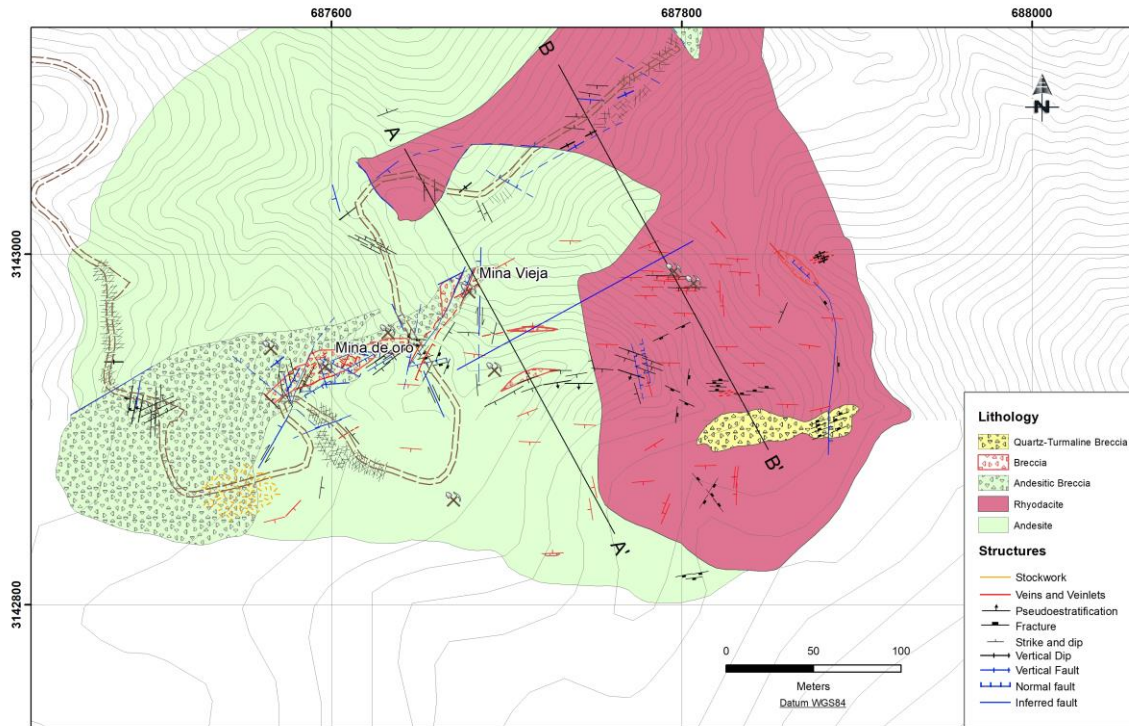 687600
687800
688000
B
N
A
3143000
Mina Vieja
Mina de oro
B'
A'
3142800
0
50
100
Meters
Datum WGS84
Lithology
Quartz-Turmaline Breccia
Breccia
Andesitic Breccia
Rhyodacite
Andesite
Structures
Stockwork
Veins and Veinlets
Pseudoestratification
Fracture
Strike and dip
Vertical Dip
Vertical Fault
Normal fault
Inferred fault